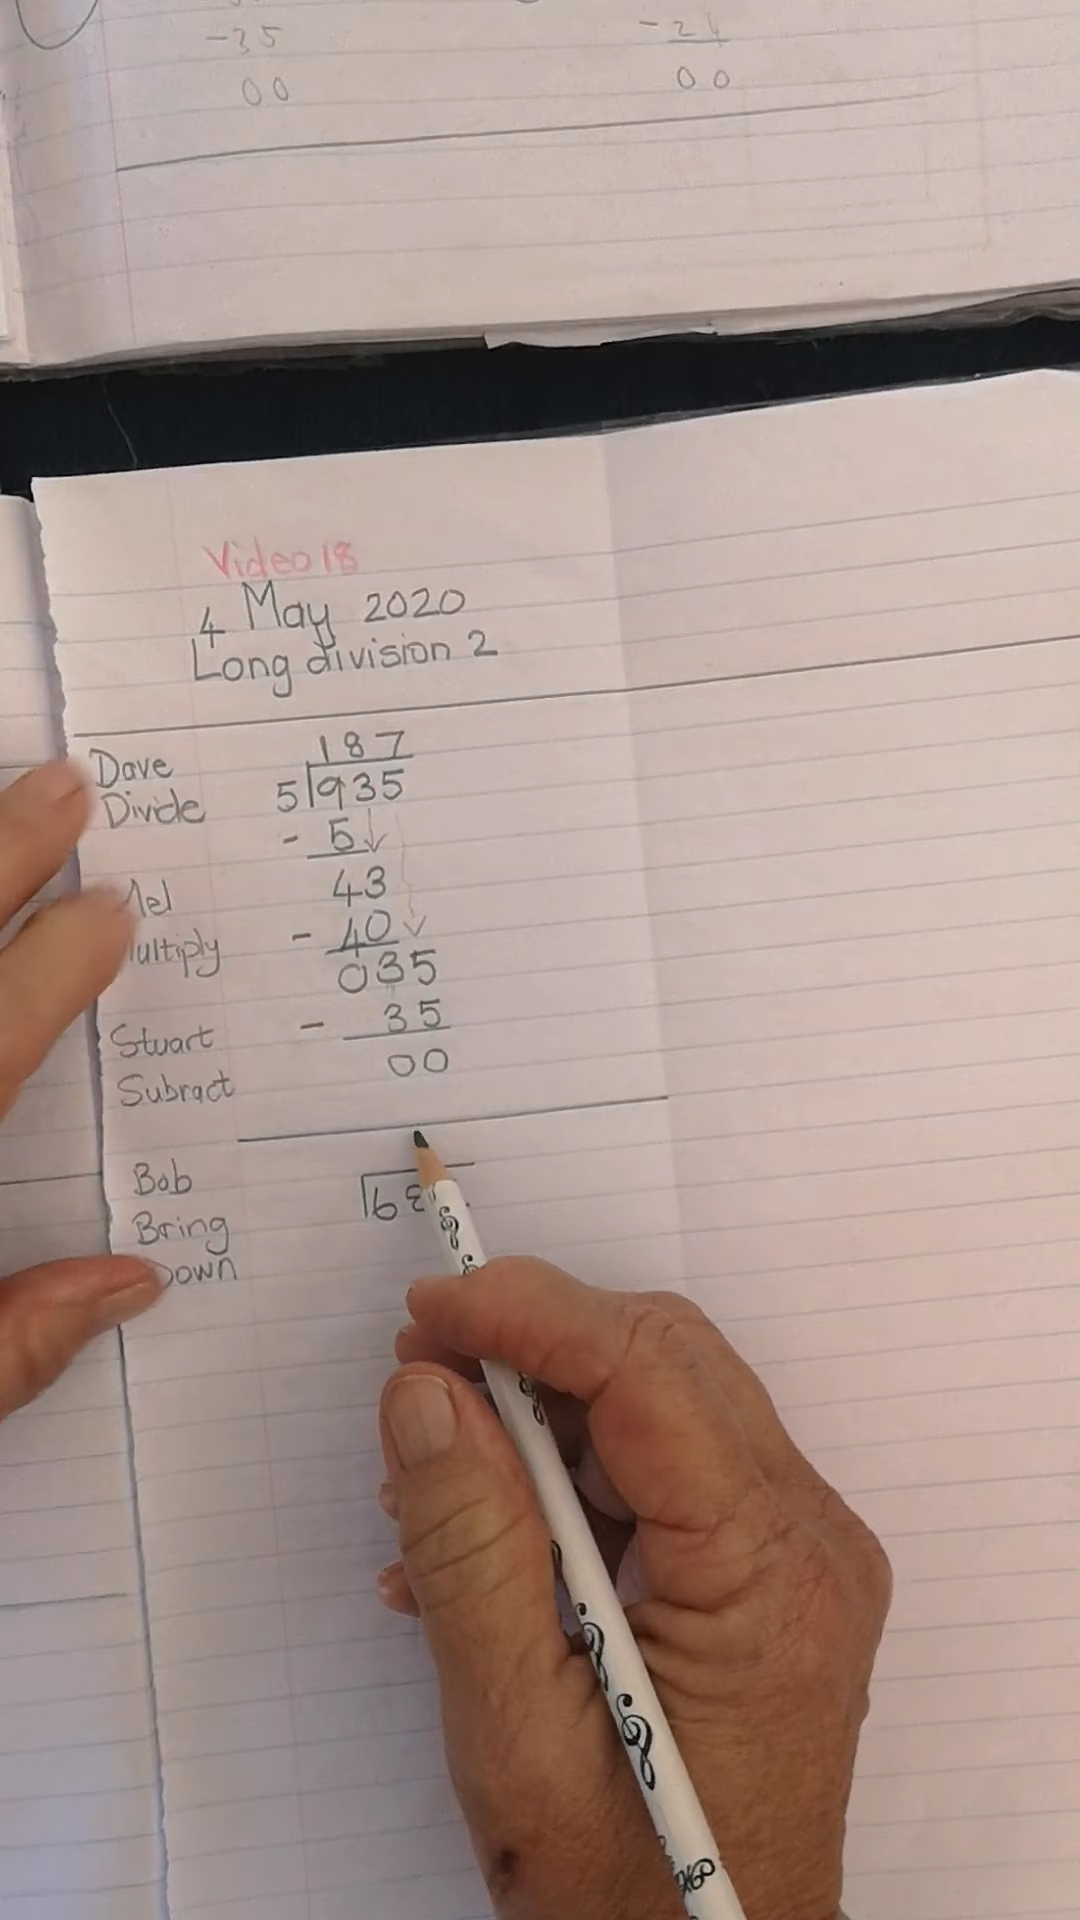 -35
00
-24
00
Video 18
4 May 2020
Long division 2
187
Dave 5 935
Divide - 5
43
Mel - 40
Multiply 035
Stuart - 35
Subract 00
Bob
Bring 68
Down